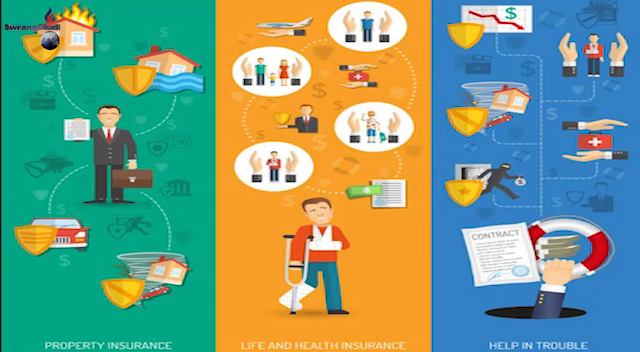 PROPERTY INSURANCE
LIFE AND HEALTH INSURANCE
CONTRACT
HELP IN TROUBLE